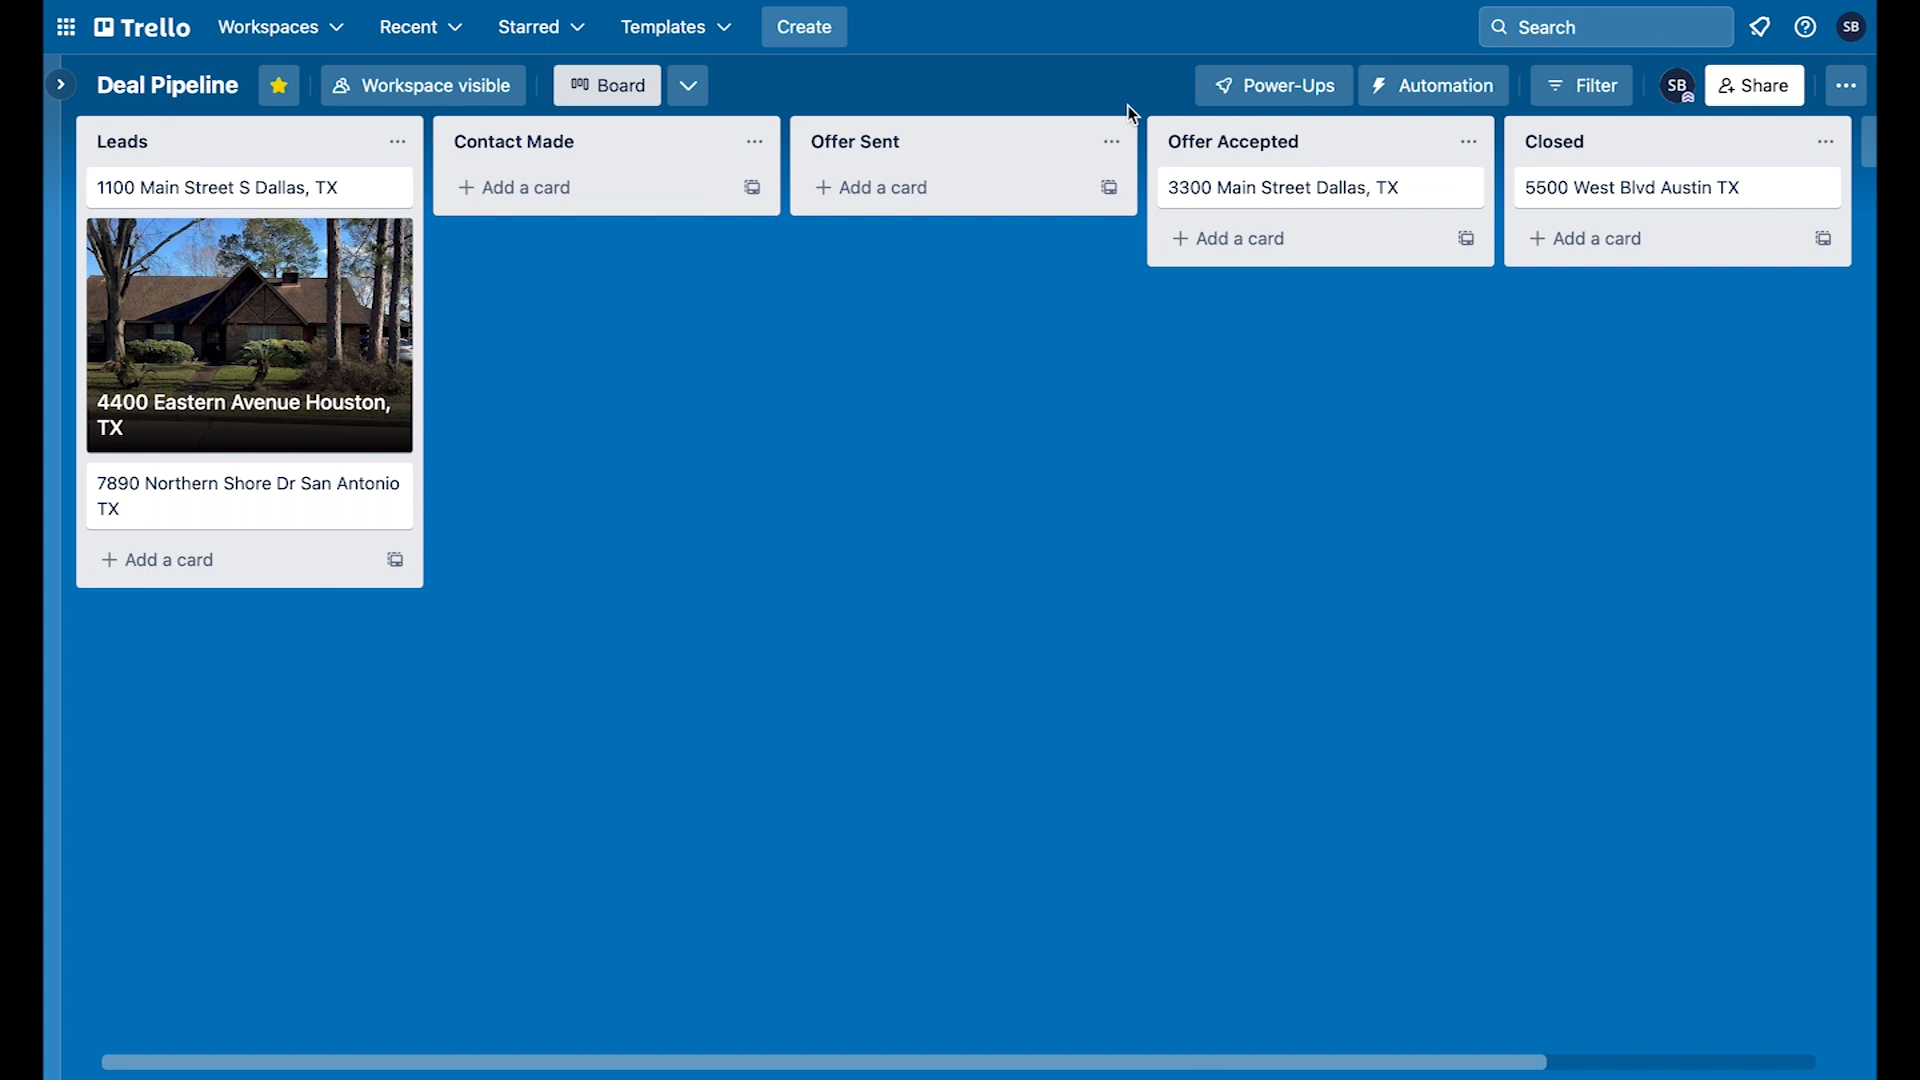 Trello
Workspaces
Recent
Starred
Templates
Create
Search
SB
Deal Pipeline
Workspace visible
Board
Power-Ups
Automation
Filter
SB
Share
Leads
1100 Main Street S Dallas, TX
4400 Eastern Avenue Houston,
TX
7890 Northern Shore Dr San Antonio
TX
+ Add a card
Contact Made
+ Add a card
Offer Sent
+ Add a card
Offer Accepted
3300 Main Street Dallas, TX
+ Add a card
Closed
5500 West Blvd Austin TX
+ Add a card